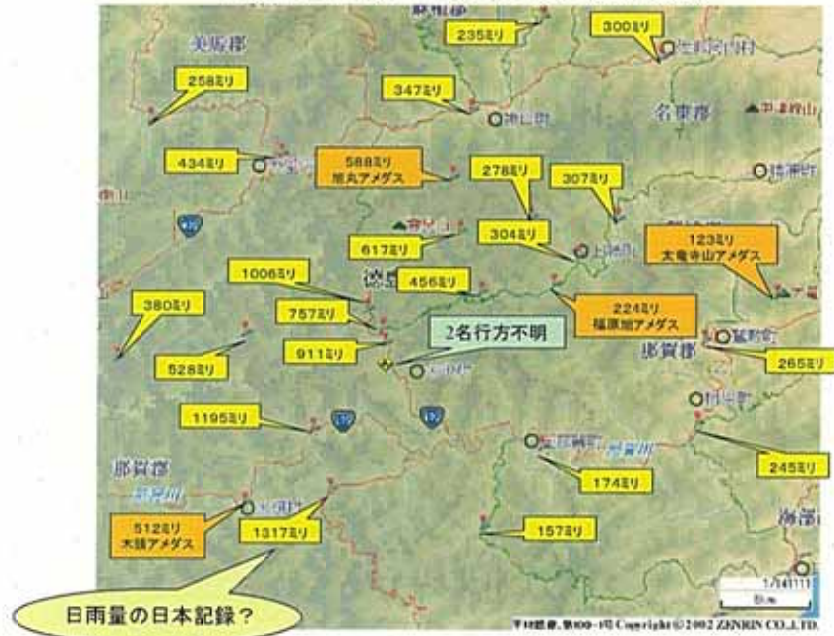 235ミリ
300ミリ
258ミリ
347ミリ
名東郡
434ミリ
588ミリ
旭丸アメダス
278ミリ
307ミリ
617ミリ
304ミリ
123ミリ
太竜寺山アメダス
1006ミリ
456ミリ
380ミリ
757ミリ
224ミリ
福原旭アメダス
2名行方不明
那賀郡
528ミリ
911ミリ
265ミリ
1195ミリ
那賀郡
174ミリ
245ミリ
512ミリ
木頭アメダス
1317ミリ
157ミリ
日雨量の日本記録?
1/141111
Copyright © 2002 ZENRIN CO.,LTD.